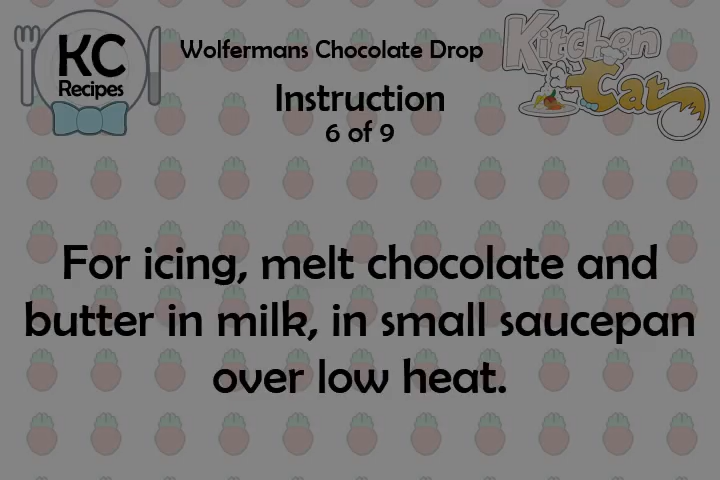 KC
Recipes
Wolfermans Chocolate Drop
Kitchen
Cat
Instruction
6 of 9
For icing, melt chocolate and
butter in milk, in small saucepan
over low heat.